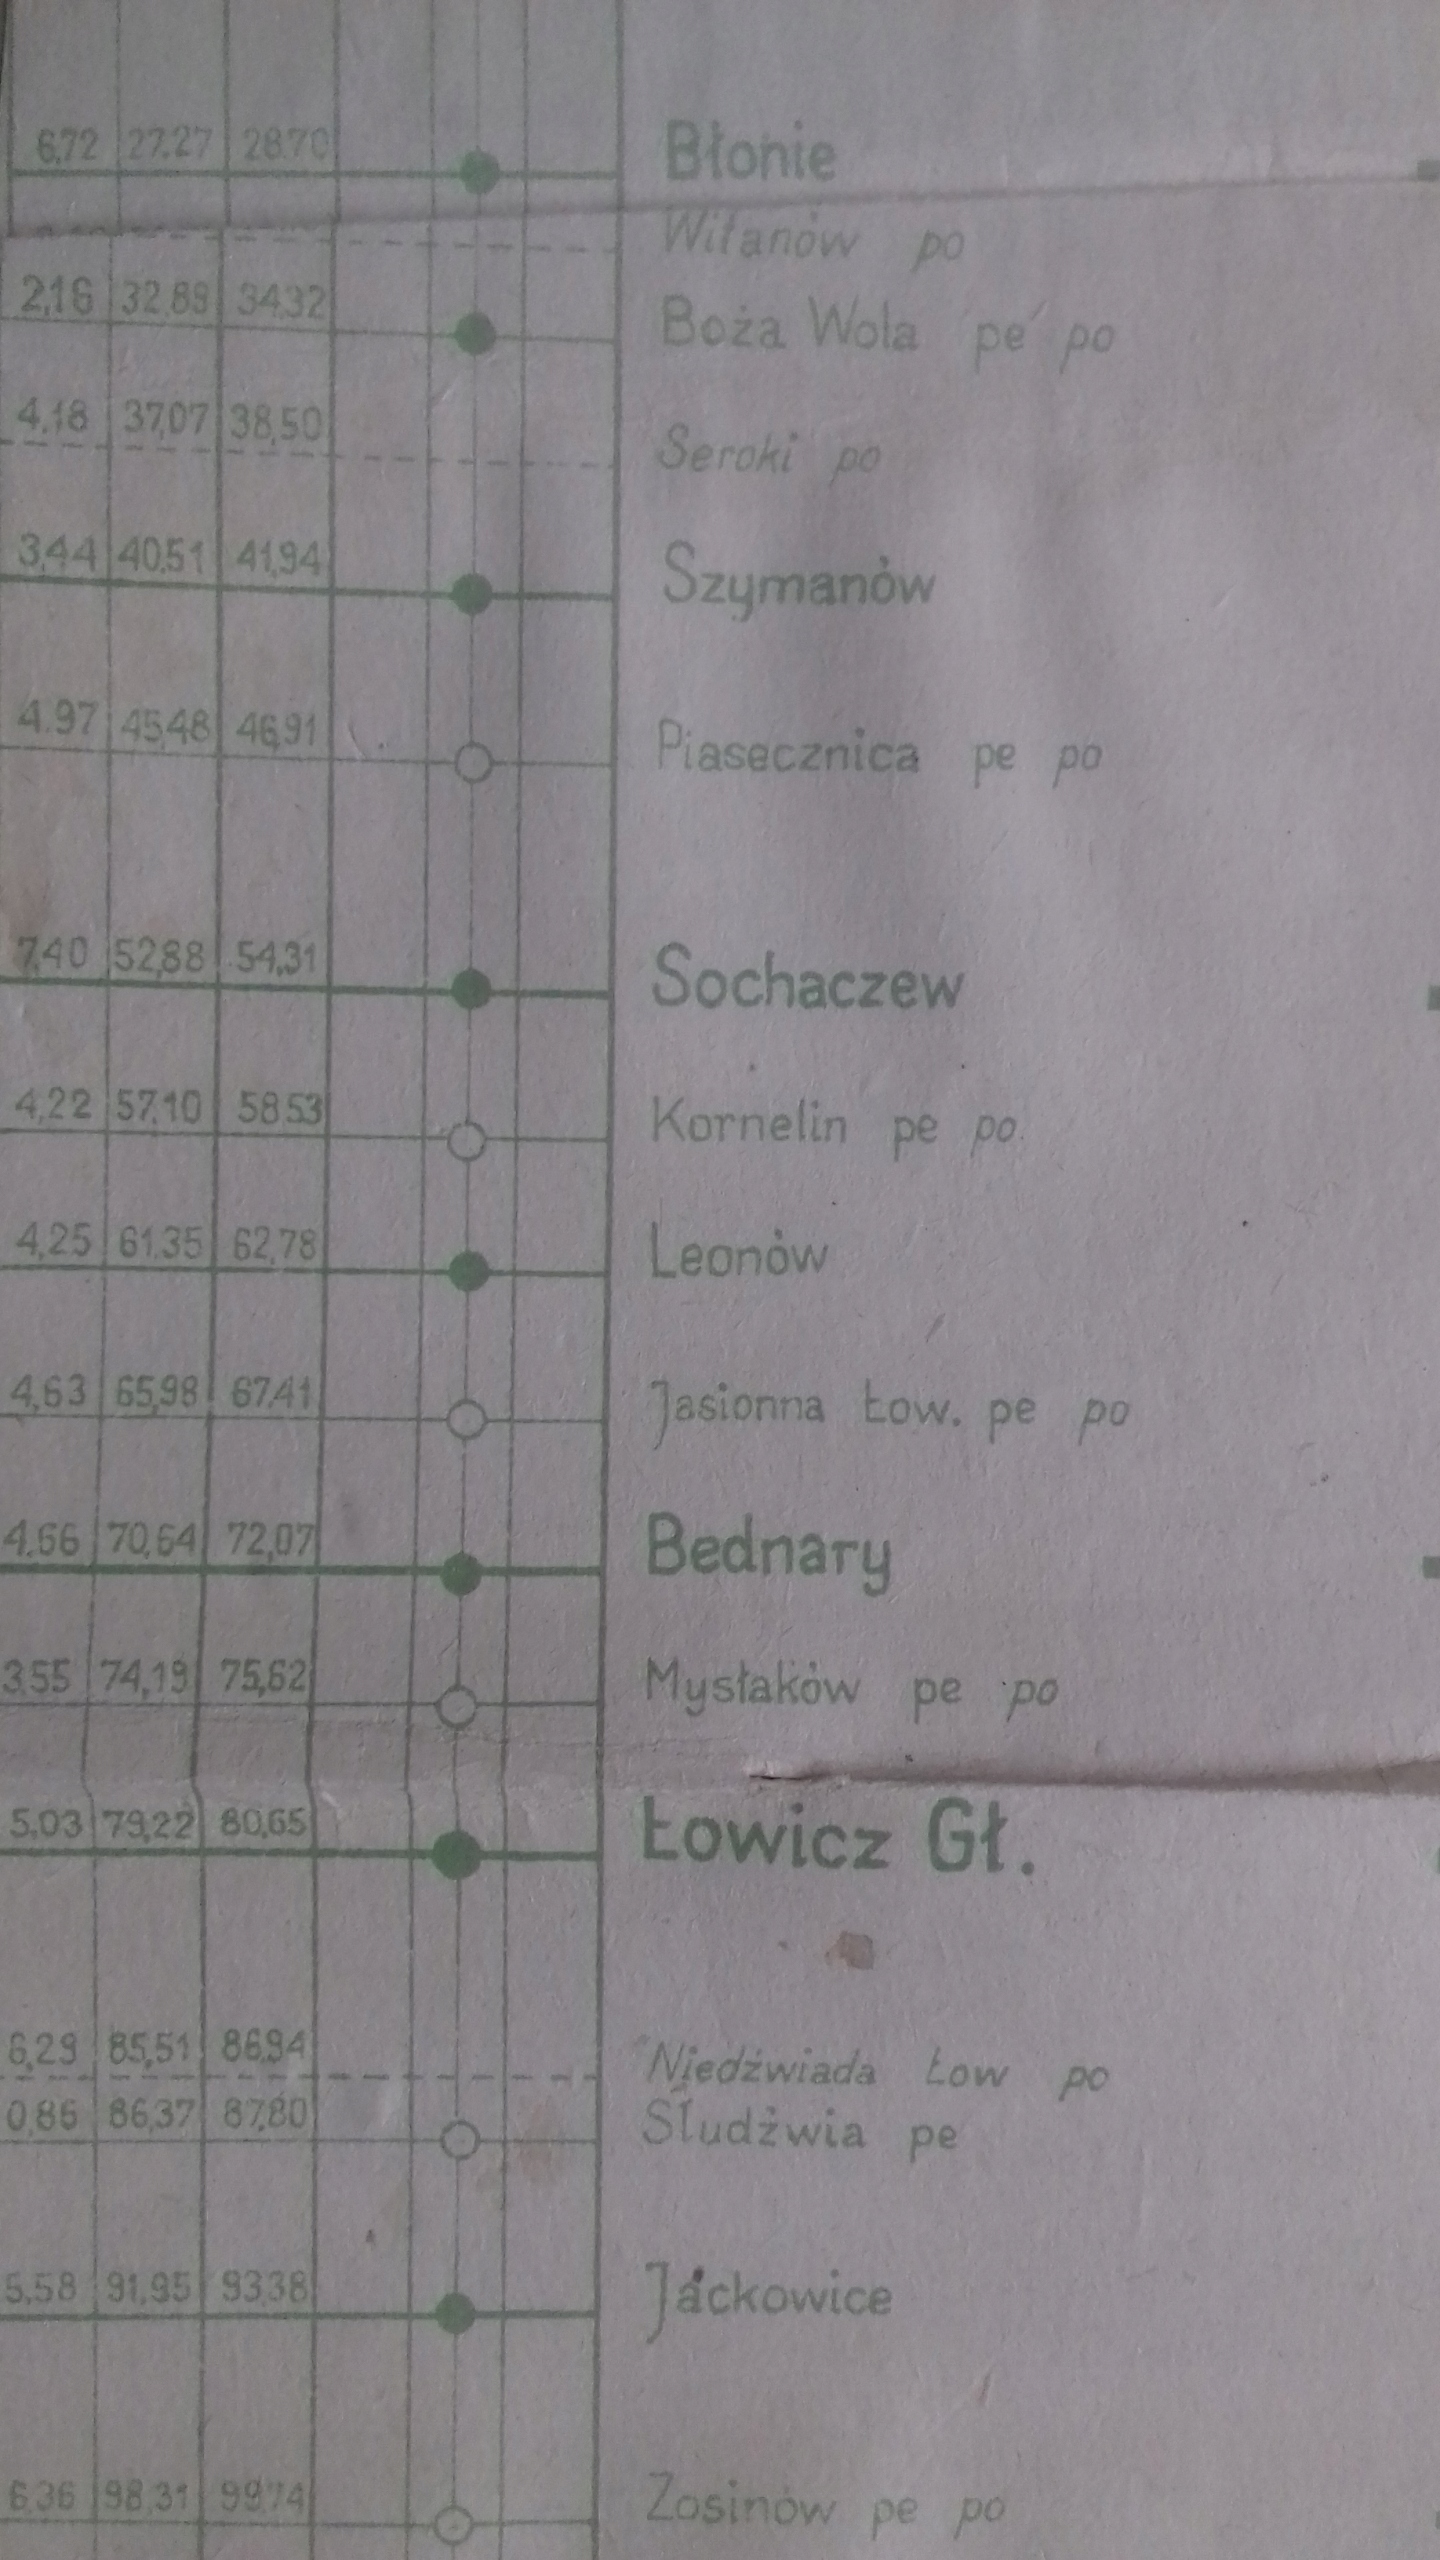 6,72 27,27 28,70 Błonie
Witanów po
2,16 32,89 34,32 Boża Wola pe po
4,18 37,07 38,50 Seroki po
3,44 40,51 41,94 Szymanów
4,97 45,48 46,91 Piasecznica pe po
7,40 52,88 54,31 Sochaczew
4,22 57,10 58,53 Kornelin pe po
4,25 61,35 62,78 Leonów
4,63 65,98 67,41 Jasionna Łow. pe po
4,66 70,64 72,07 Bednary
3,55 74,19 75,62 Mysłaków pe po
5,03 79,22 80,65 Łowicz Gł.
6,29 85,51 86,94 Niedźwiada Łow po
0,86 86,37 87,80 Słudźwia pe
5,58 91,95 93,38 Jackowice
6,36 98,31 99,74 Zosinów pe po